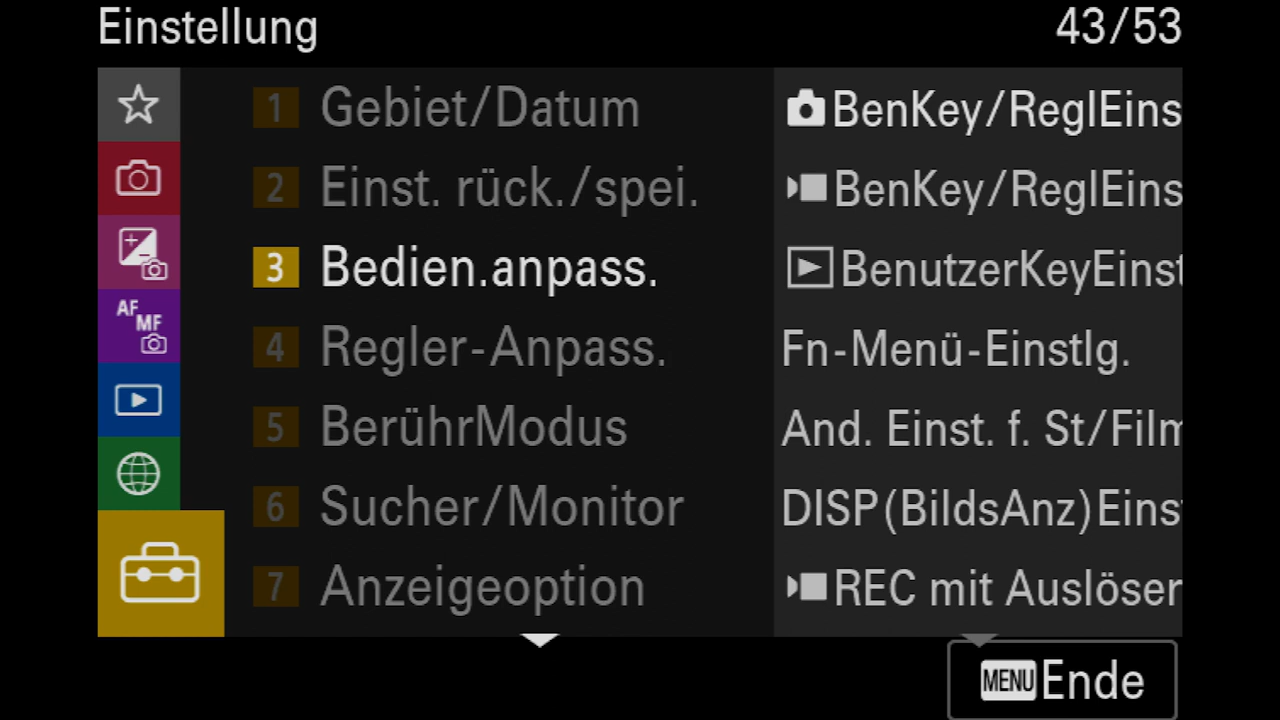 Einstellung 43/53
1 Gebiet/Datum
2 Einst. rück./spei.
3 Bedien.anpass.
4 Regler-Anpass.
5 BerührModus
6 Sucher/Monitor
7 Anzeigeoption
BenKey/ReglEins
BenKey/ReglEins
BenutzerKeyEinst
Fn-Menü-Einstlg.
And. Einst. f. St/Film
DISP(BildsAnz)Einst
REC mit Auslöser
AF
MF
MENU Ende